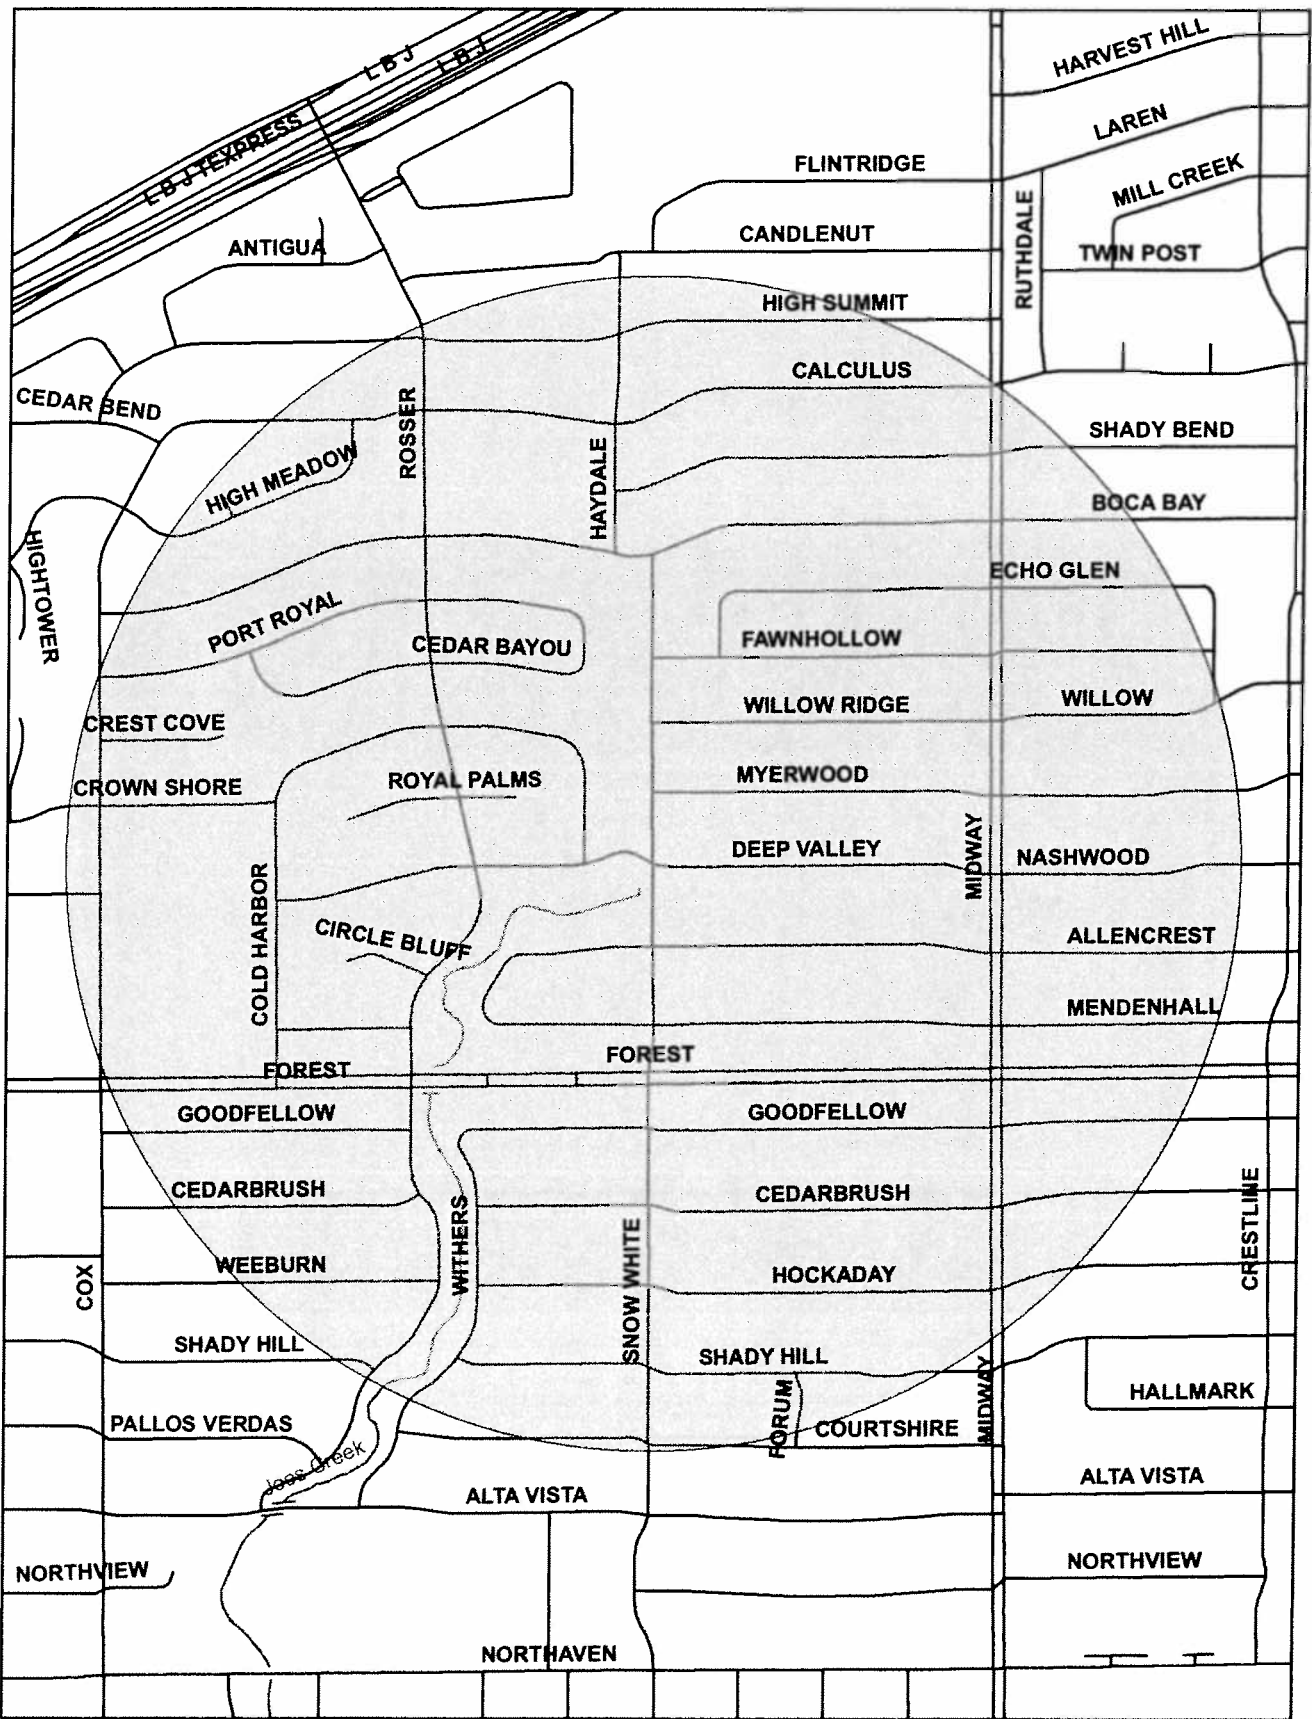 HARVEST HILL
L B J
L B J
LAREN
L B J TEXPRESS
FLINTRIDGE
MILL CREEK
RUTHDALE
ANTIGUA
CANDLENUT
TWIN POST
HIGH SUMMIT
CALCULUS
CEDAR BEND
ROSSER
SHADY BEND
HAYDALE
HIGH MEADOW
BOCA BAY
HIGHTOWER
ECHO GLEN
PORT ROYAL
CEDAR BAYOU
FAWNHOLLOW
WILLOW RIDGE
WILLOW
CREST COVE
CROWN SHORE
ROYAL PALMS
MYERWOOD
MIDWAY
DEEP VALLEY
NASHWOOD
COLD HARBOR
CIRCLE BLUFF
ALLENCREST
MENDENHALL
FOREST
FOREST
GOODFELLOW
GOODFELLOW
CEDARBRUSH
CEDARBRUSH
WITHERS
CRESTLINE
COX
WEEBURN
HOCKADAY
SNOW WHITE
SHADY HILL
SHADY HILL
MIDWAY
HALLMARK
FORUM
PALLOS VERDAS
COURTSHIRE
Joes Creek
ALTA VISTA
ALTA VISTA
NORTHVIEW
NORTHVIEW
NORTHAVEN